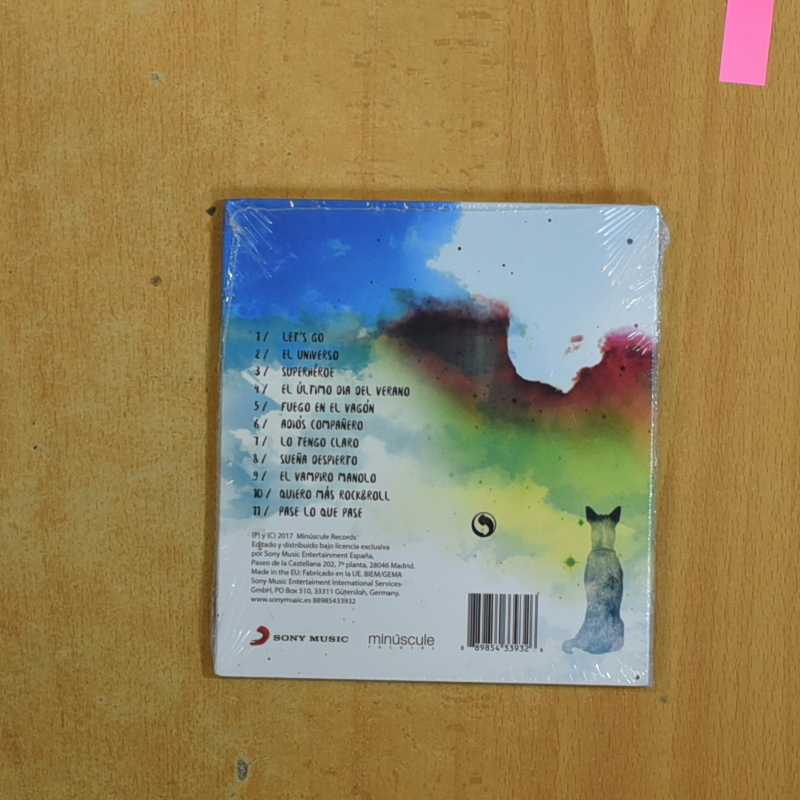 1/ LET'S GO
2/ EL UNIVERSO
3/ SUPERHÉROE
4/ EL ÚLTIMO DIA DEL VERANO
5/ FUEGO EN EL VAGÓN
6/ ADIÓS COMPAÑERO
7/ LO TENGO CLARO
8/ SUEÑA DESPIERTO
9/ EL VAMPIRO MANOLO
10/ QUIERO MÁS ROCK&ROLL
11/ PASE LO QUE PASE
(P) y (C) 2017 Minúscule Records
Editado y distribuido bajo licencia exclusiva
por Sony Music Entertainment España,
Paseo de la Castellana 202, 7ª planta, 28046 Madrid.
Made in the EU: Fabricado en la UE. BIEM/GEMA
Sony Music Entertaiment International Services-
GmbH, PO Box 510, 33311 Gütersloh, Germany.
www.sonymusic.es 88985433932
SONY MUSIC
minúscule
records
8 89854 33932 6